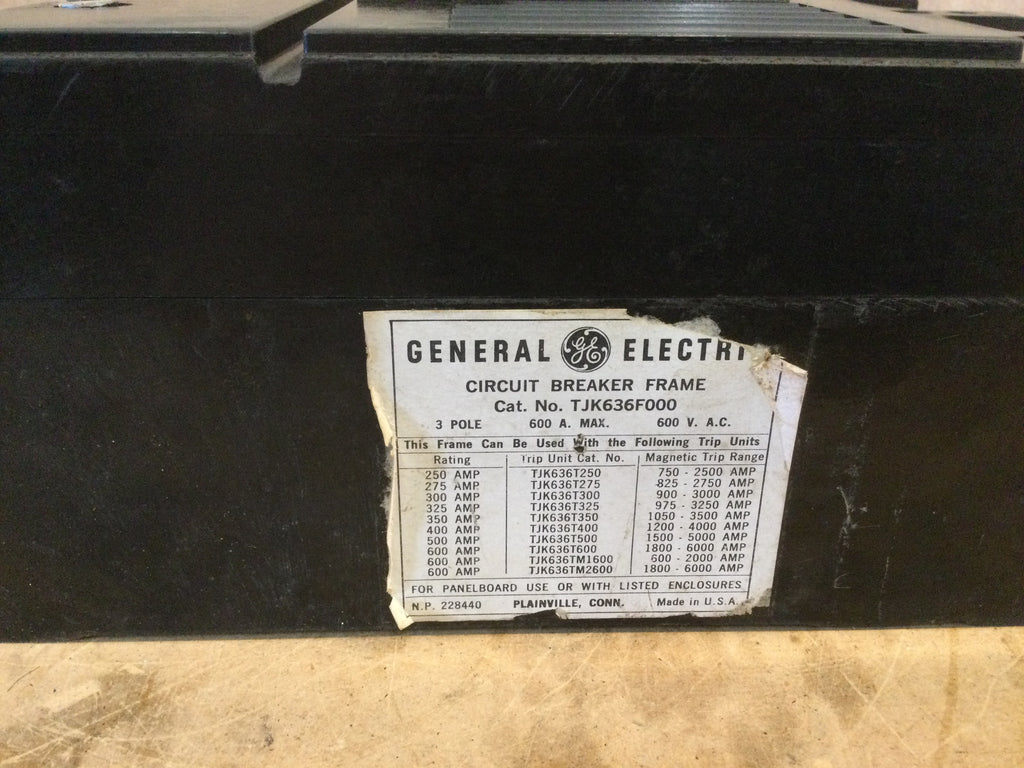 GENERAL GE ELECTRI
CIRCUIT BREAKER FRAME
Cat. No. TJK636F000
3 POLE 600 A. MAX. 600 V. A.C.
This Frame Can Be Used With the Following Trip Units
Rating Trip Unit Cat. No. Magnetic Trip Range
250 AMP TJK636T250 750 - 2500 AMP
275 AMP TJK636T275 825 - 2750 AMP
300 AMP TJK636T300 900 - 3000 AMP
325 AMP TJK636T325 975 - 3250 AMP
350 AMP TJK636T350 1050 - 3500 AMP
400 AMP TJK636T400 1200 - 4000 AMP
500 AMP TJK636T500 1500 - 5000 AMP
600 AMP TJK636T600 1800 - 6000 AMP
600 AMP TJK636TM1600 600 - 2000 AMP
600 AMP TJK636TM2600 1800 - 6000 AMP
FOR PANELBOARD USE OR WITH LISTED ENCLOSURES
N.P. 228440 PLAINVILLE, CONN. Made in U.S.A.